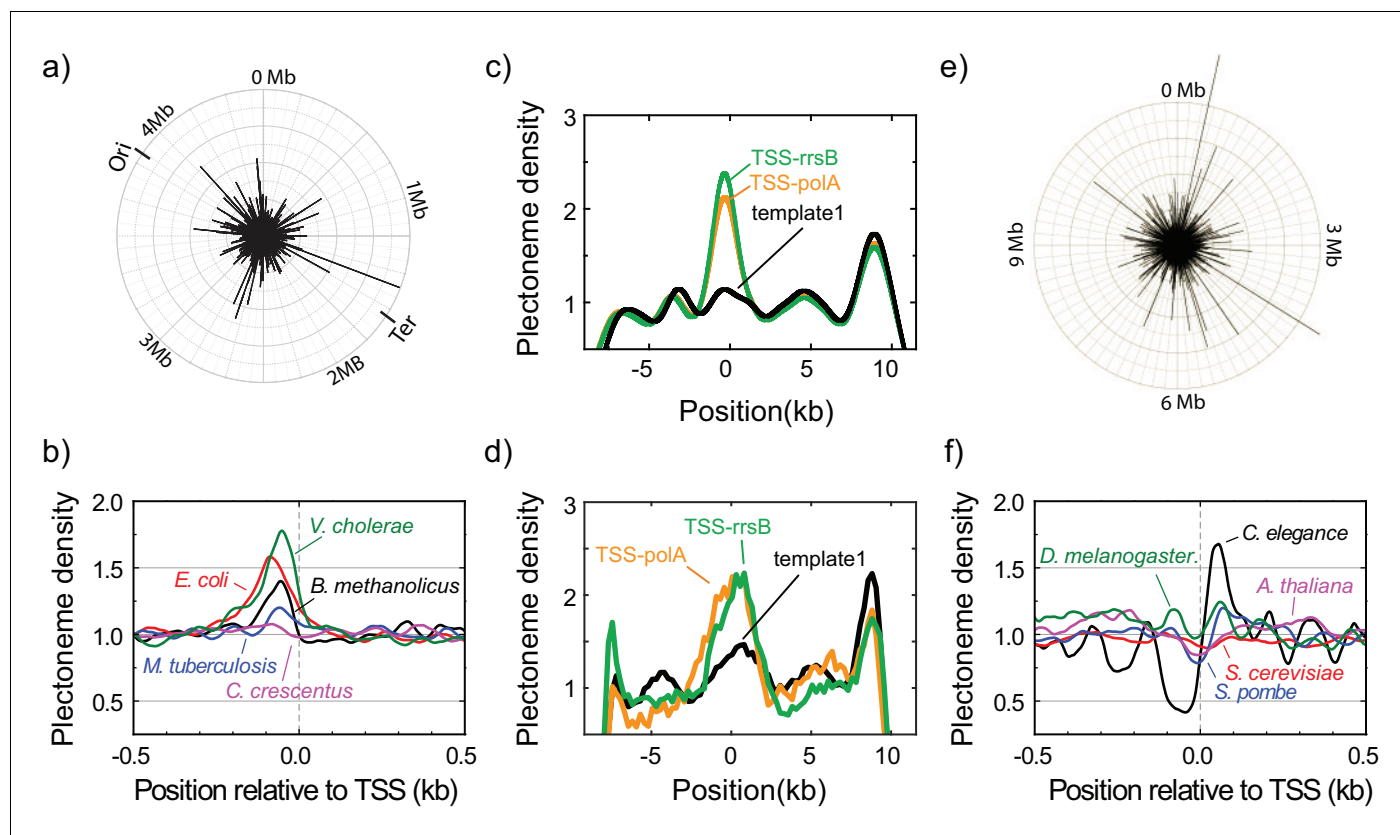 a)
0 Mb
1Mb
2MB
3Mb
4Mb
Ori
Ter
b)
Plectoneme density
2.0
1.5
1.0
0.5
V. cholerae
E. coli
B. methanolicus
M. tuberculosis
C. crescentus
-0.5
0.0
0.5
Position relative to TSS (kb)
c)
Plectoneme density
3
2
1
TSS-rrsB
TSS-polA
template1
-5
0
5
10
Position(kb)
d)
Plectoneme density
3
2
1
TSS-rrsB
TSS-polA
template1
-5
0
5
10
Position(kb)
e)
0 Mb
3 Mb
6 Mb
9 Mb
f)
Plectoneme density
2.0
1.5
1.0
0.5
C. elegance
D. melanogaster.
A. thaliana
S. cerevisiae
S. pombe
-0.5
0.0
0.5
Position relative to TSS (kb)